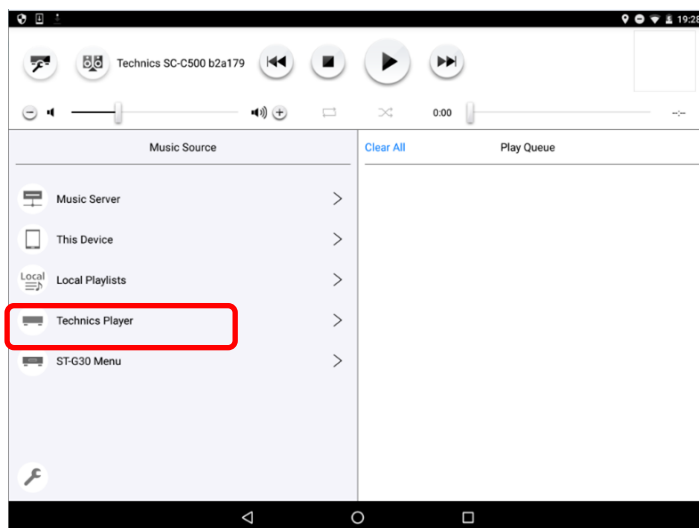 19:28
Technics SC-C500 b2a179
0:00
--:--
Music Source
Clear All
Play Queue
Music Server
This Device
Local
Local Playlists
Technics Player
ST-G30 Menu